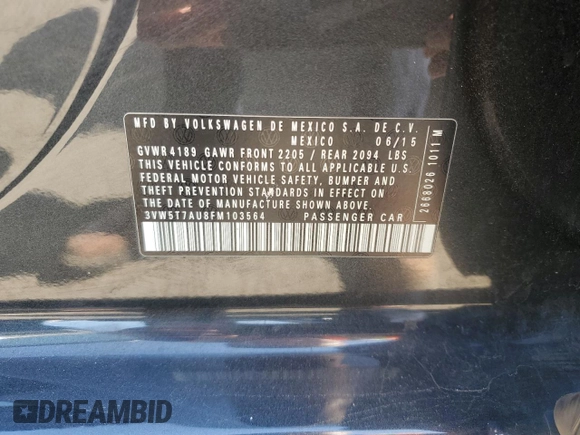 MFD BY VOLKSWAGEN DE MEXICO S.A. DE C.V.
MEXICO 06/15
GVWR 4189 GAWR FRONT 2205 / REAR 2094 LBS
THIS VEHICLE CONFORMS TO ALL APPLICABLE U.S.
FEDERAL MOTOR VEHICLE SAFETY, BUMPER AND
THEFT PREVENTION STANDARDS IN EFFECT ON
THE DATE OF MANUFACTURE SHOWN ABOVE.
3VW5T7AU8FM103564 PASSENGER CAR
2668026 1011 M
DREAMBID